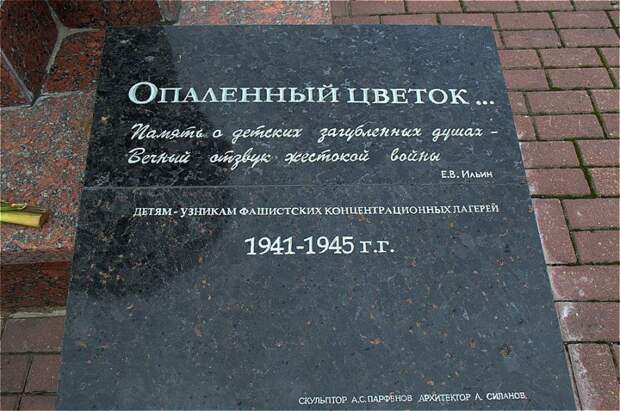 ОПАЛЕННЫЙ ЦВЕТОК ...
Память о детских загубленных душах -
Вечный отзвук жестокой войны
Е.В. Ильин
ДЕТЯМ - УЗНИКАМ ФАШИСТСКИХ КОНЦЕНТРАЦИОННЫХ ЛАГЕРЕЙ
1941-1945 г.г.
СКУЛЬПТОР А.С.ПАРФЕНОВ АРХИТЕКТОР Л. СИПАНОВ.